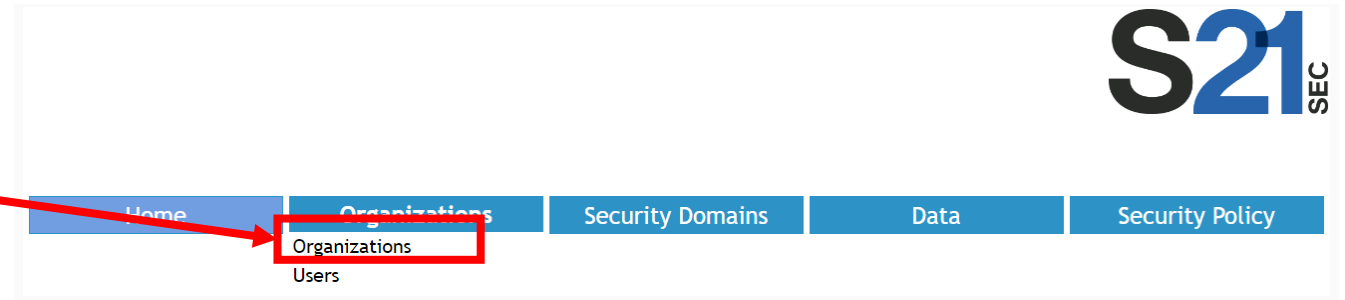 S21
SEC
Home Organizations Security Domains Data Security Policy
Organizations
Users